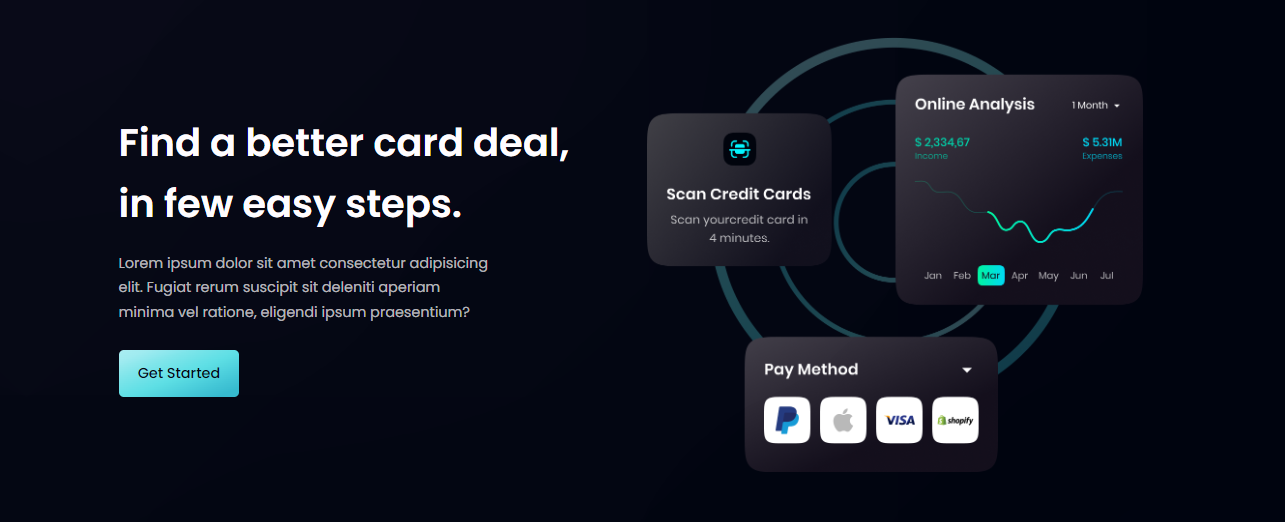 Find a better card deal,
in few easy steps.
Lorem ipsum dolor sit amet consectetur adipisicing
elit. Fugiat rerum suscipit sit deleniti aperiam
minima vel ratione, eligendi ipsum praesentium?
Get Started
Scan Credit Cards
Scan yourcredit card in
4 minutes.
Online Analysis
1 Month
$ 2,334,67
$ 5.31M
Income
Expenses
Jan Feb Mar Apr May Jun Jul
Pay Method
VISA
shopify